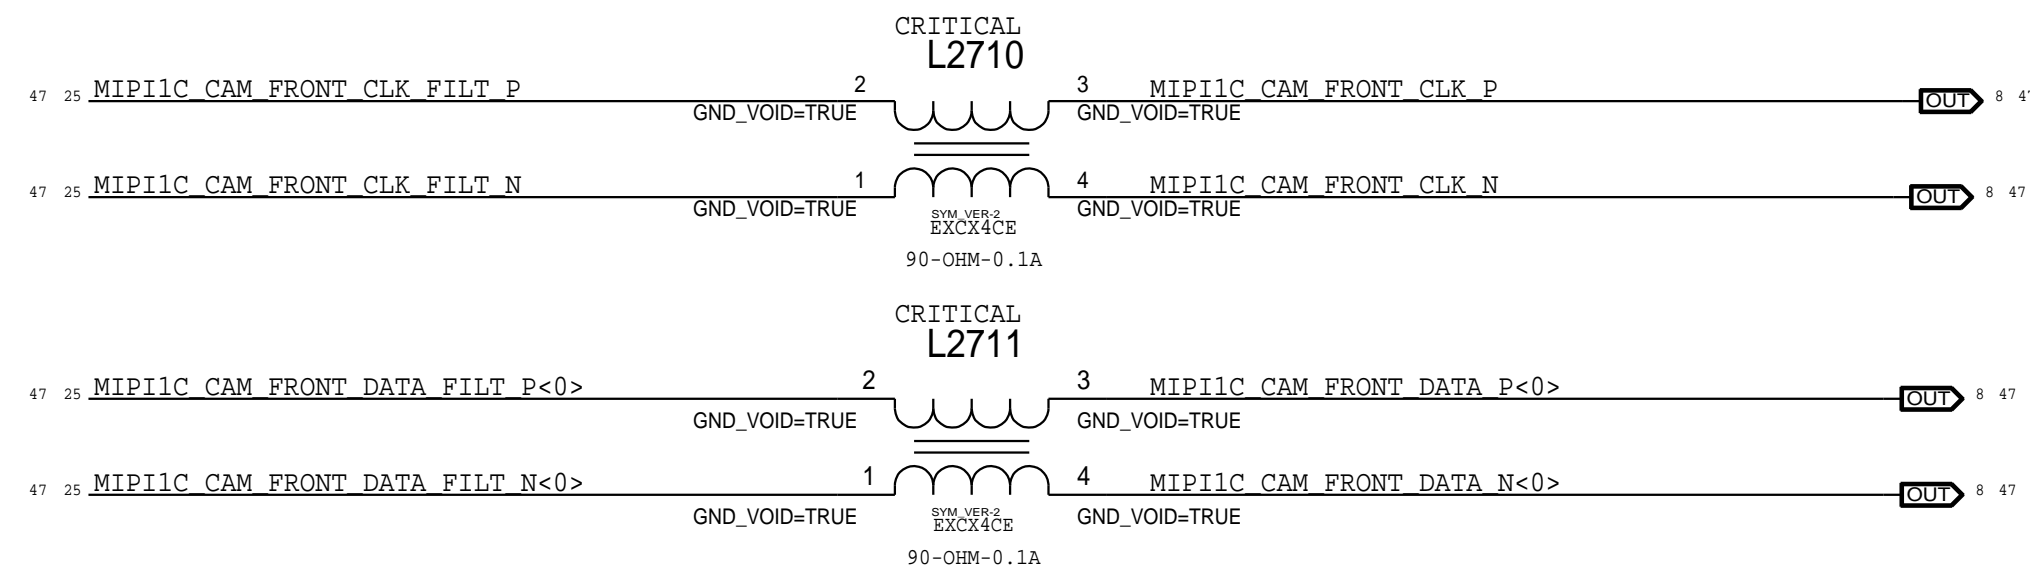 CRITICAL
L2710
47 25 MIPI1C_CAM_FRONT_CLK_FILT_P 2 3 MIPI1C_CAM_FRONT_CLK_P OUT 8 47
GND_VOID=TRUE GND_VOID=TRUE
47 25 MIPI1C_CAM_FRONT_CLK_FILT_N 1 4 MIPI1C_CAM_FRONT_CLK_N OUT 8 47
GND_VOID=TRUE GND_VOID=TRUE
SYM_VER-2
EXCX4CE
90-OHM-0.1A
CRITICAL
L2711
47 25 MIPI1C_CAM_FRONT_DATA_FILT_P<0> 2 3 MIPI1C_CAM_FRONT_DATA_P<0> OUT 8 47
GND_VOID=TRUE GND_VOID=TRUE
47 25 MIPI1C_CAM_FRONT_DATA_FILT_N<0> 1 4 MIPI1C_CAM_FRONT_DATA_N<0> OUT 8 47
GND_VOID=TRUE GND_VOID=TRUE
SYM_VER-2
EXCX4CE
90-OHM-0.1A